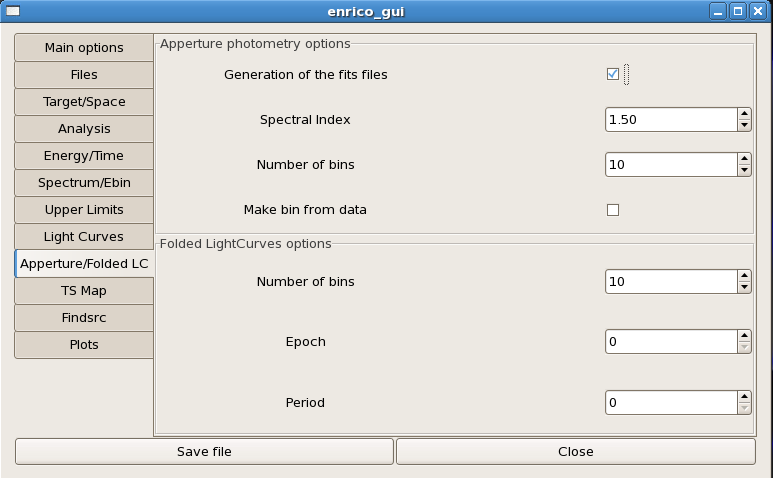 enrico_gui
Main options
Files
Target/Space
Analysis
Energy/Time
Spectrum/Ebin
Upper Limits
Light Curves
Apperture/Folded LC
TS Map
Findsrc
Plots
Apperture photometry options
Generation of the fits files
Spectral Index 1.50
Number of bins 10
Make bin from data
Folded LightCurves options
Number of bins 10
Epoch 0
Period 0
Save file Close